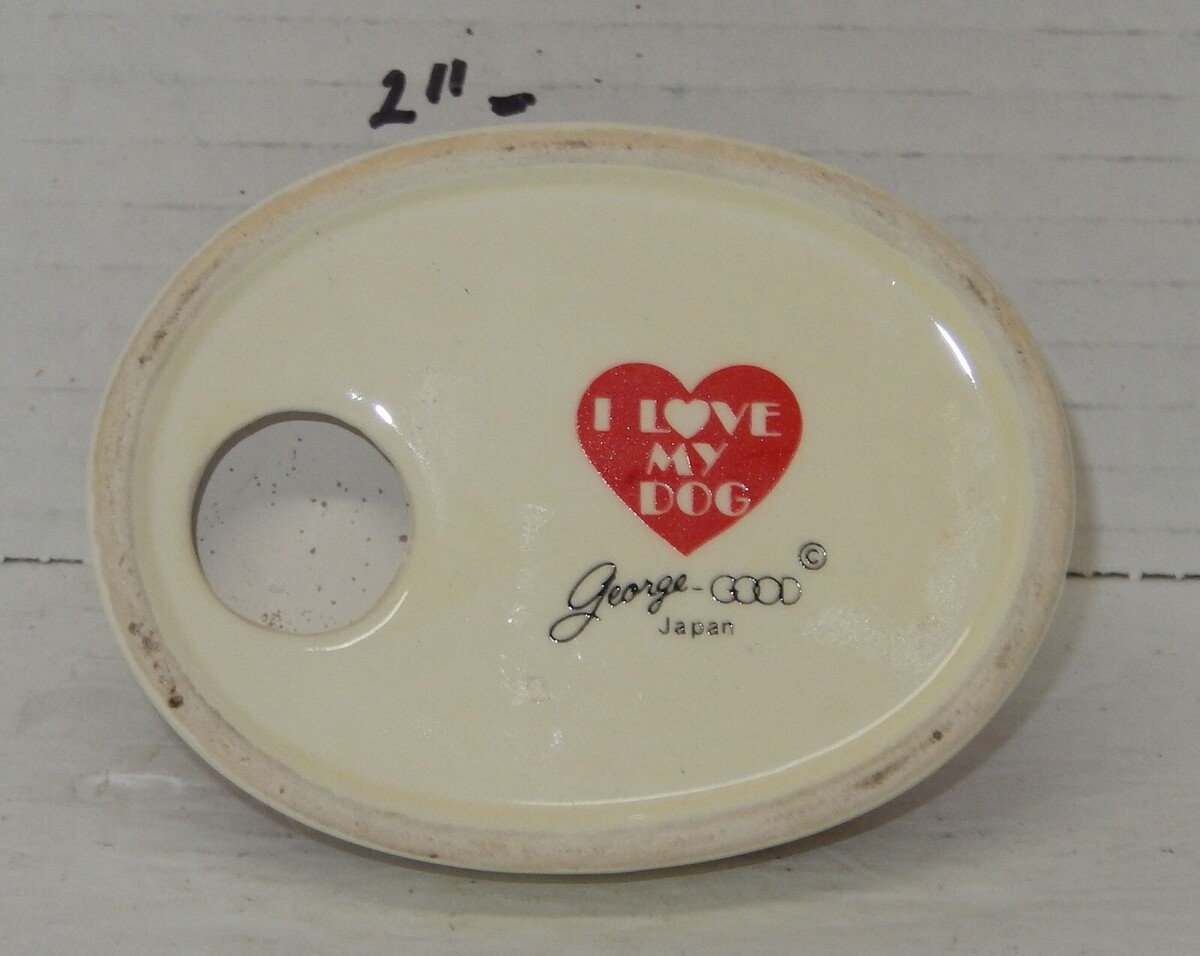 2" -
I LOVE
MY
DOG
George - GOOD ©
Japan